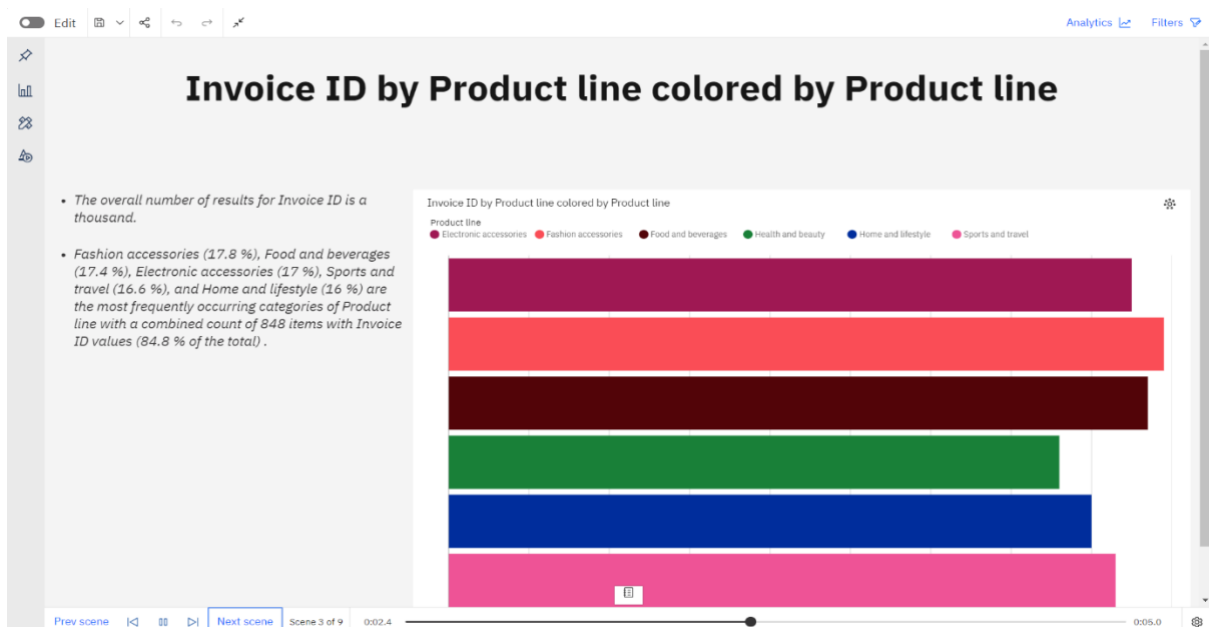 Edit
Analytics
Filters
Invoice ID by Product line colored by Product line
• The overall number of results for Invoice ID is a
thousand.
• Fashion accessories (17.8 %), Food and beverages
(17.4 %), Electronic accessories (17 %), Sports and
travel (16.6 %), and Home and lifestyle (16 %) are
the most frequently occurring categories of Product
line with a combined count of 848 items with Invoice
ID values (84.8 % of the total) .
Invoice ID by Product line colored by Product line
Product line
Electronic accessories Fashion accessories Food and beverages Health and beauty Home and lifestyle Sports and travel
Prev scene Next scene Scene 3 of 9 0:02.4 0:05.0